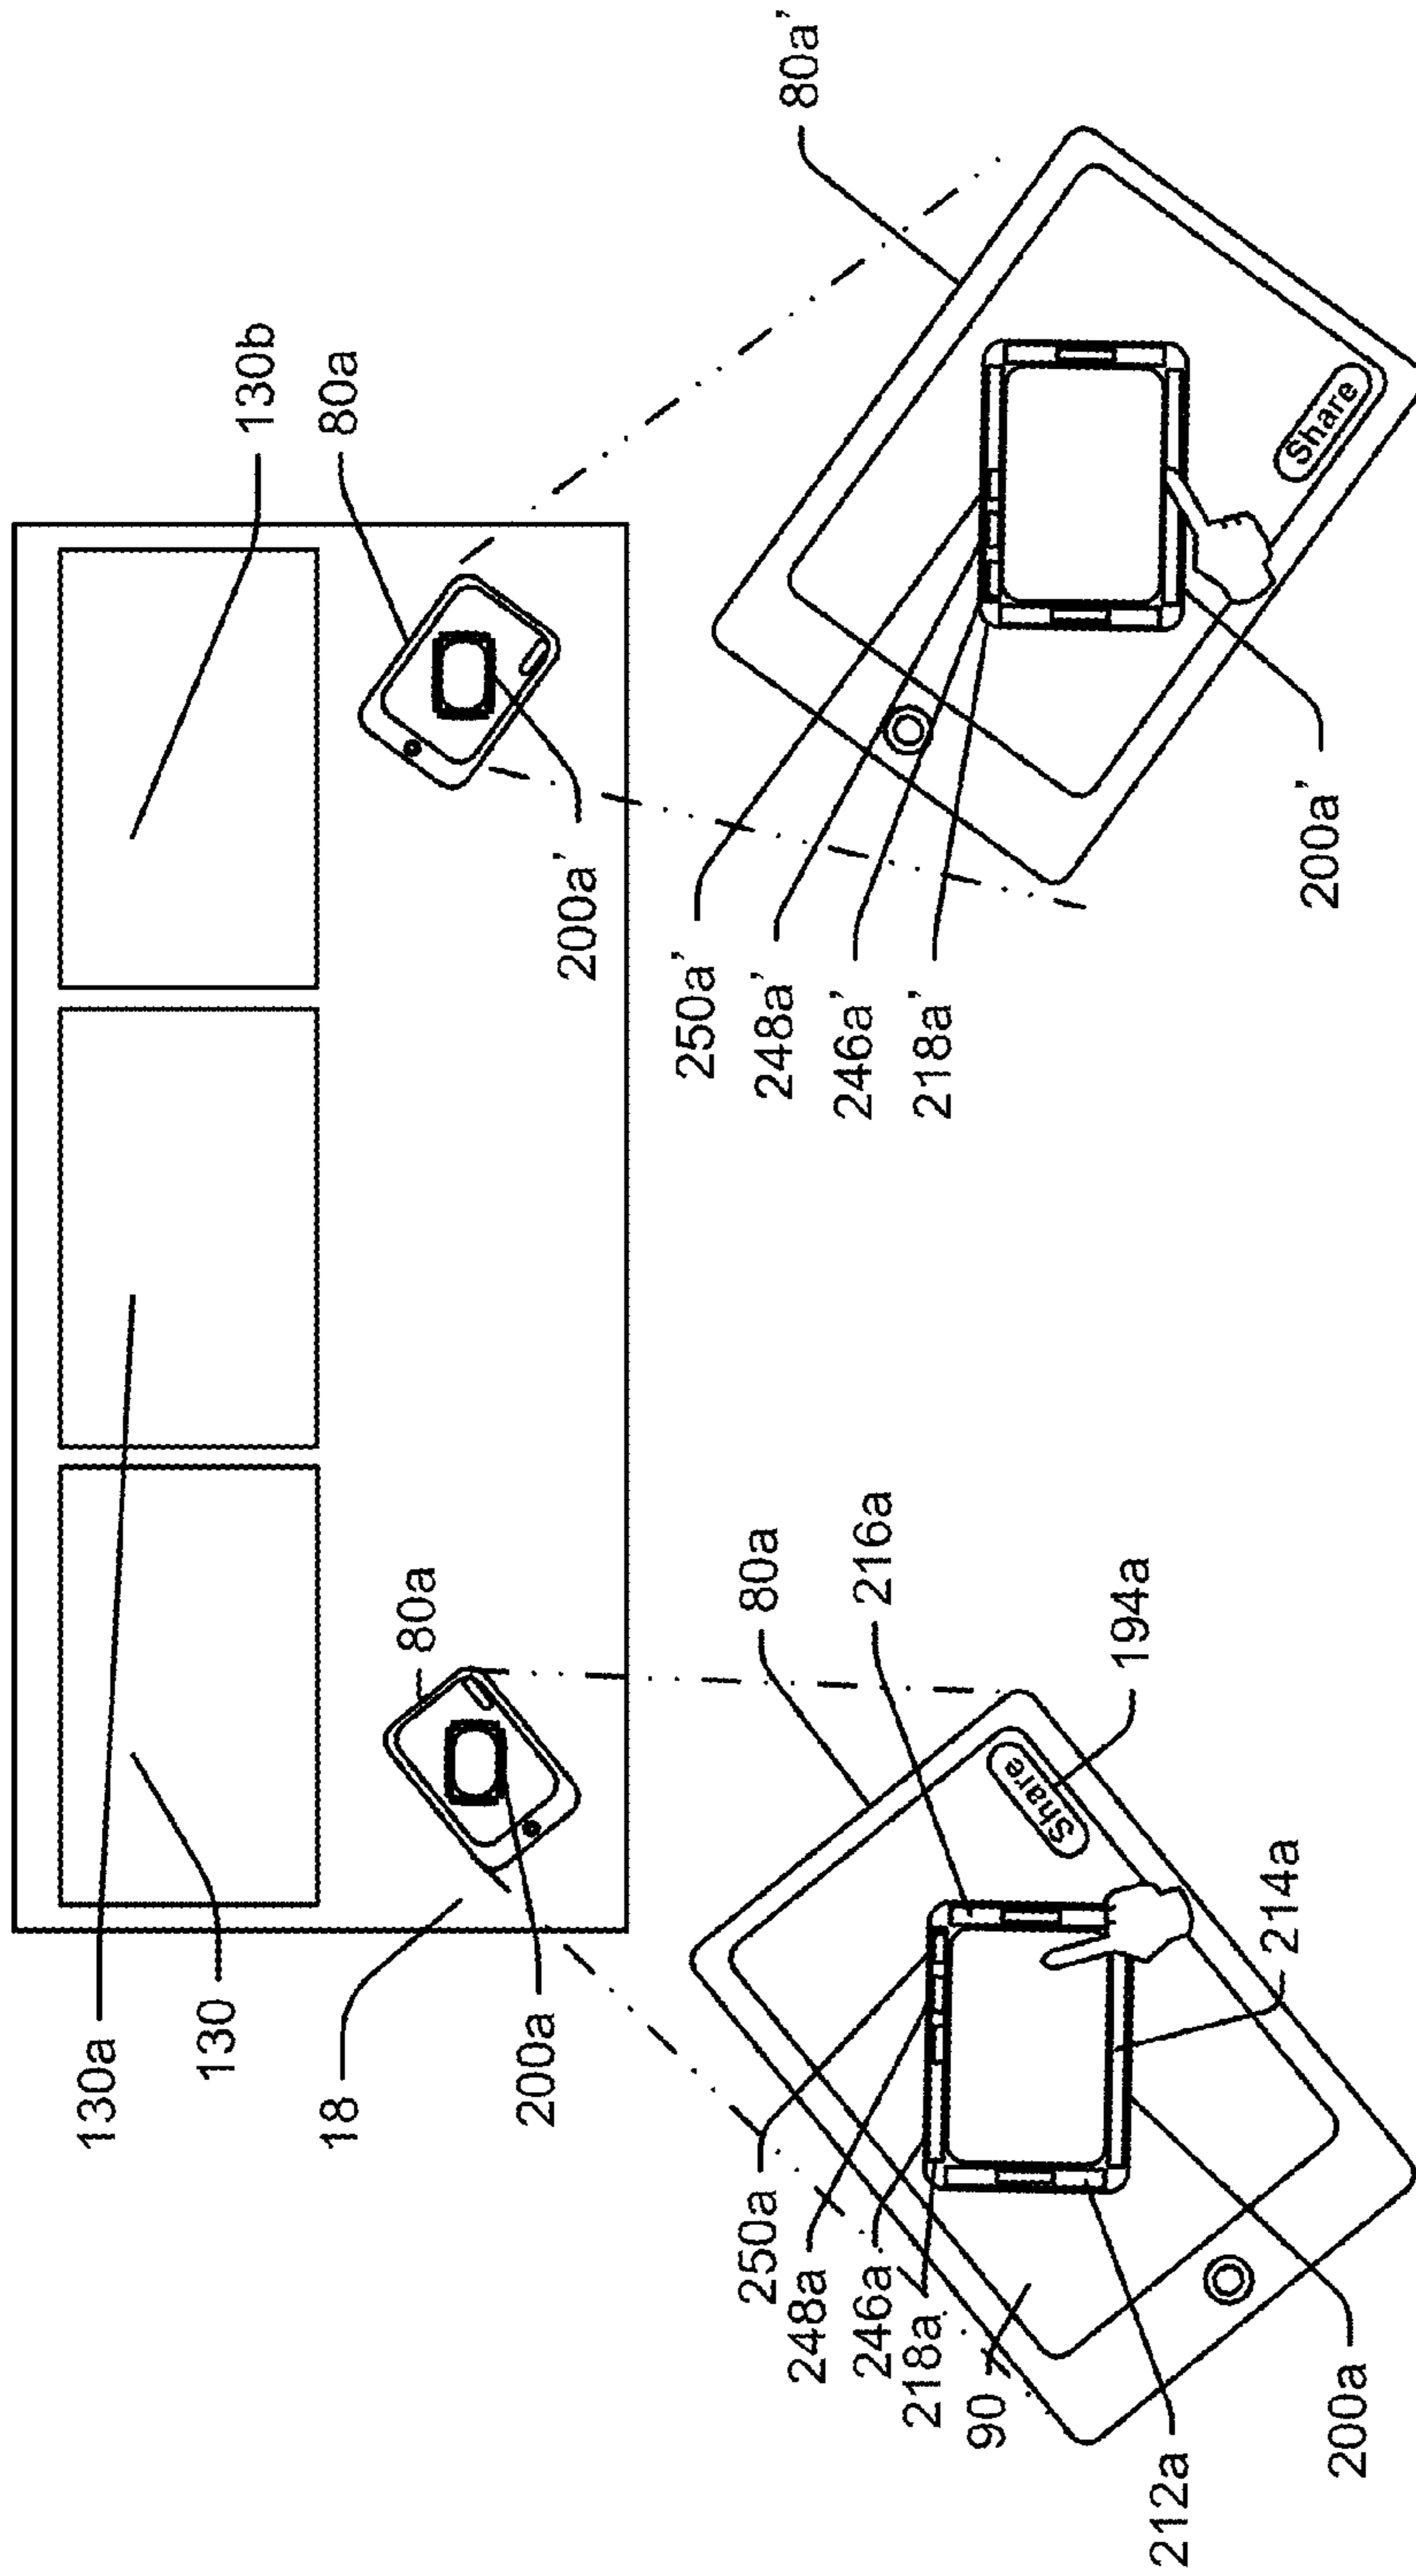 130a
130
18
200a
80a
200a'
80a
130b
250a
248a
246a
218a
90
212a
200a
214a
194a
216a
80a
Share
250a'
248a'
246a'
218a'
200a'
80a'
Share